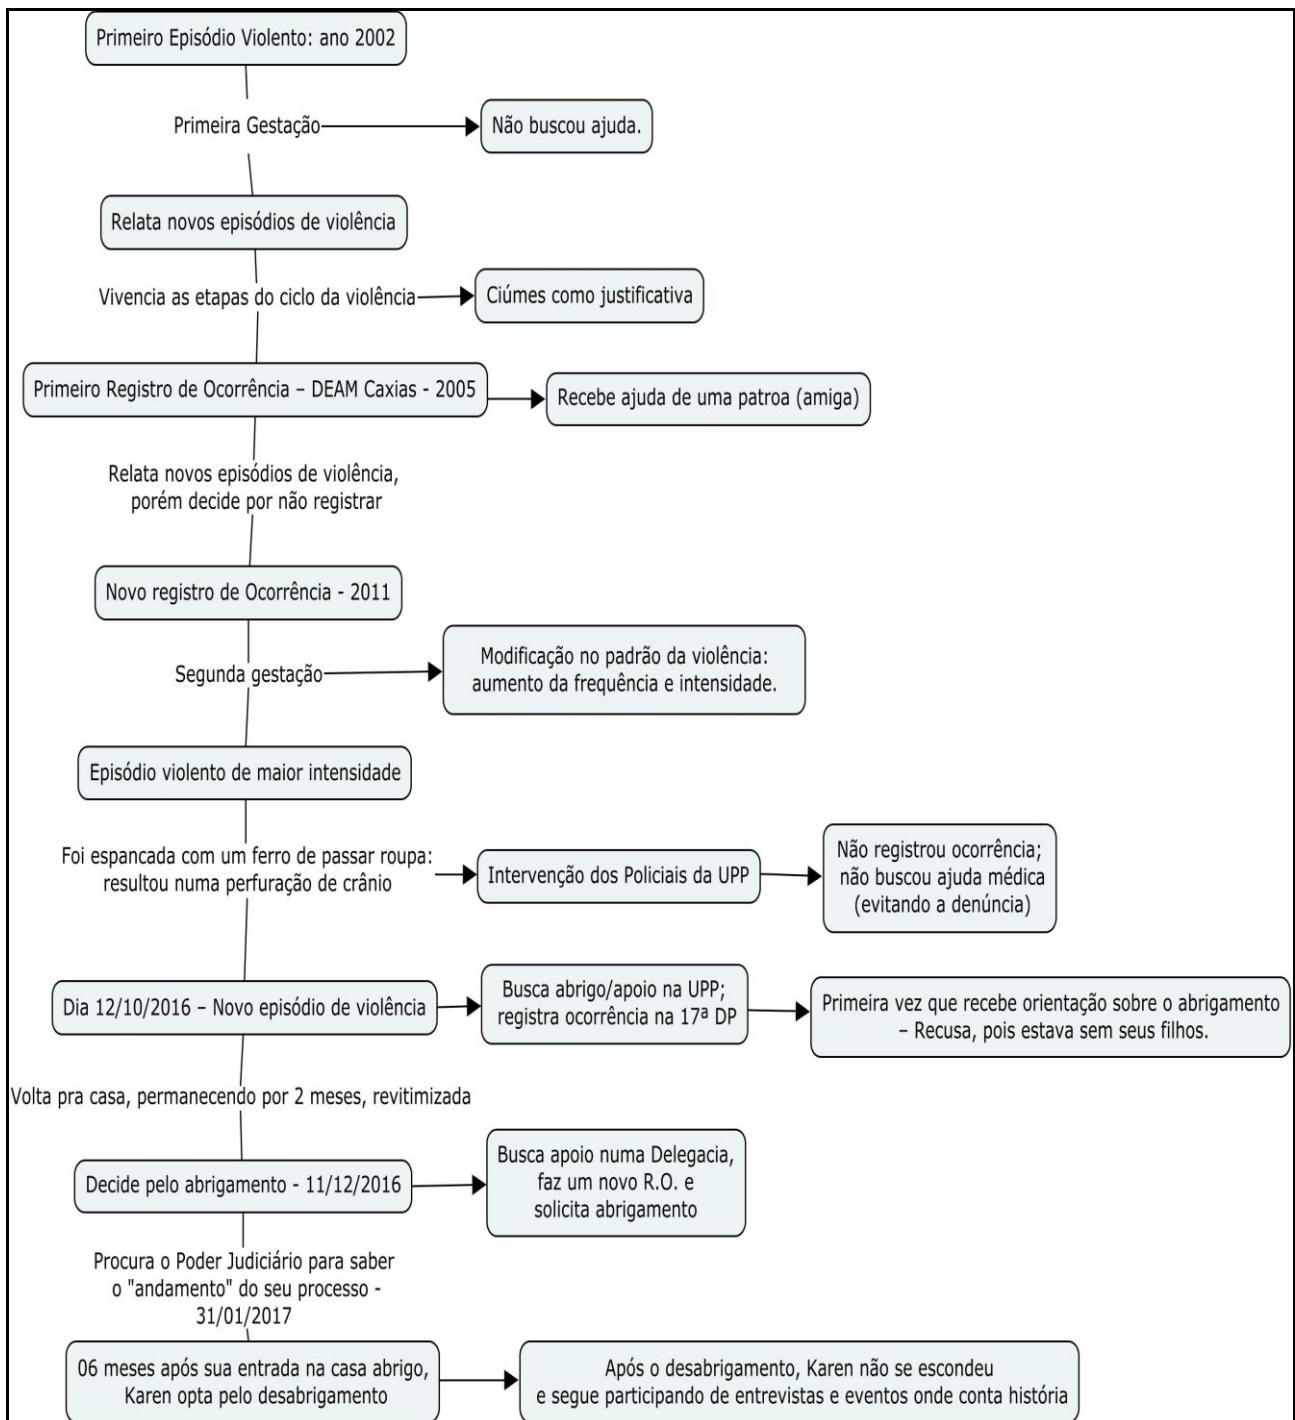 Primeiro Episódio Violento: ano 2002
Primeira Gestação
Não buscou ajuda.
Relata novos episódios de violência
Vivencia as etapas do ciclo da violência
Ciúmes como justificativa
Primeiro Registro de Ocorrência – DEAM Caxias - 2005
Recebe ajuda de uma patroa (amiga)
Relata novos episódios de violência,
porém decide por não registrar
Novo registro de Ocorrência - 2011
Segunda gestação
Modificação no padrão da violência:
aumento da frequência e intensidade.
Episódio violento de maior intensidade
Foi espancada com um ferro de passar roupa:
resultou numa perfuração de crânio
Intervenção dos Policiais da UPP
Não registrou ocorrência;
não buscou ajuda médica
(evitando a denúncia)
Dia 12/10/2016 – Novo episódio de violência
Busca abrigo/apoio na UPP;
registra ocorrência na 17ª DP
Primeira vez que recebe orientação sobre o abrigamento
– Recusa, pois estava sem seus filhos.
Volta pra casa, permanecendo por 2 meses, revitimizada
Decide pelo abrigamento - 11/12/2016
Busca apoio numa Delegacia,
faz um novo R.O. e
solicita abrigamento
Procura o Poder Judiciário para saber
o "andamento" do seu processo -
31/01/2017
06 meses após sua entrada na casa abrigo,
Karen opta pelo desabrigamento
Após o desabrigamento, Karen não se escondeu
e segue participando de entrevistas e eventos onde conta história